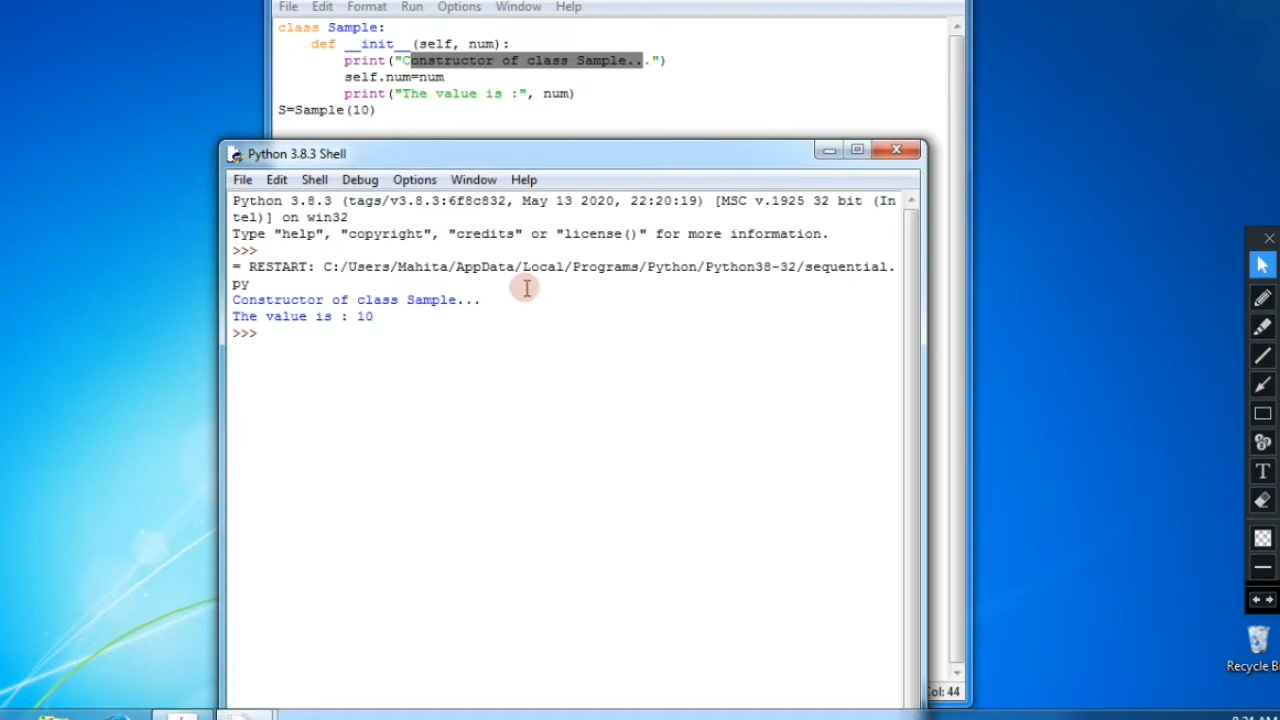 File Edit Format Run Options Window Help
class Sample:
    def __init__(self, num):
        print("Constructor of class Sample...")
        self.num=num
        print("The value is :", num)
S=Sample(10)
Python 3.8.3 Shell
File Edit Shell Debug Options Window Help
Python 3.8.3 (tags/v3.8.3:6f8c832, May 13 2020, 22:20:19) [MSC v.1925 32 bit (In
tel)] on win32
Type "help", "copyright", "credits" or "license()" for more information.
>>>
= RESTART: C:/Users/Mahita/AppData/Local/Programs/Python/Python38-32/sequential.
py
Constructor of class Sample...
The value is : 10
>>>
T
Recycle Bi
Col: 44